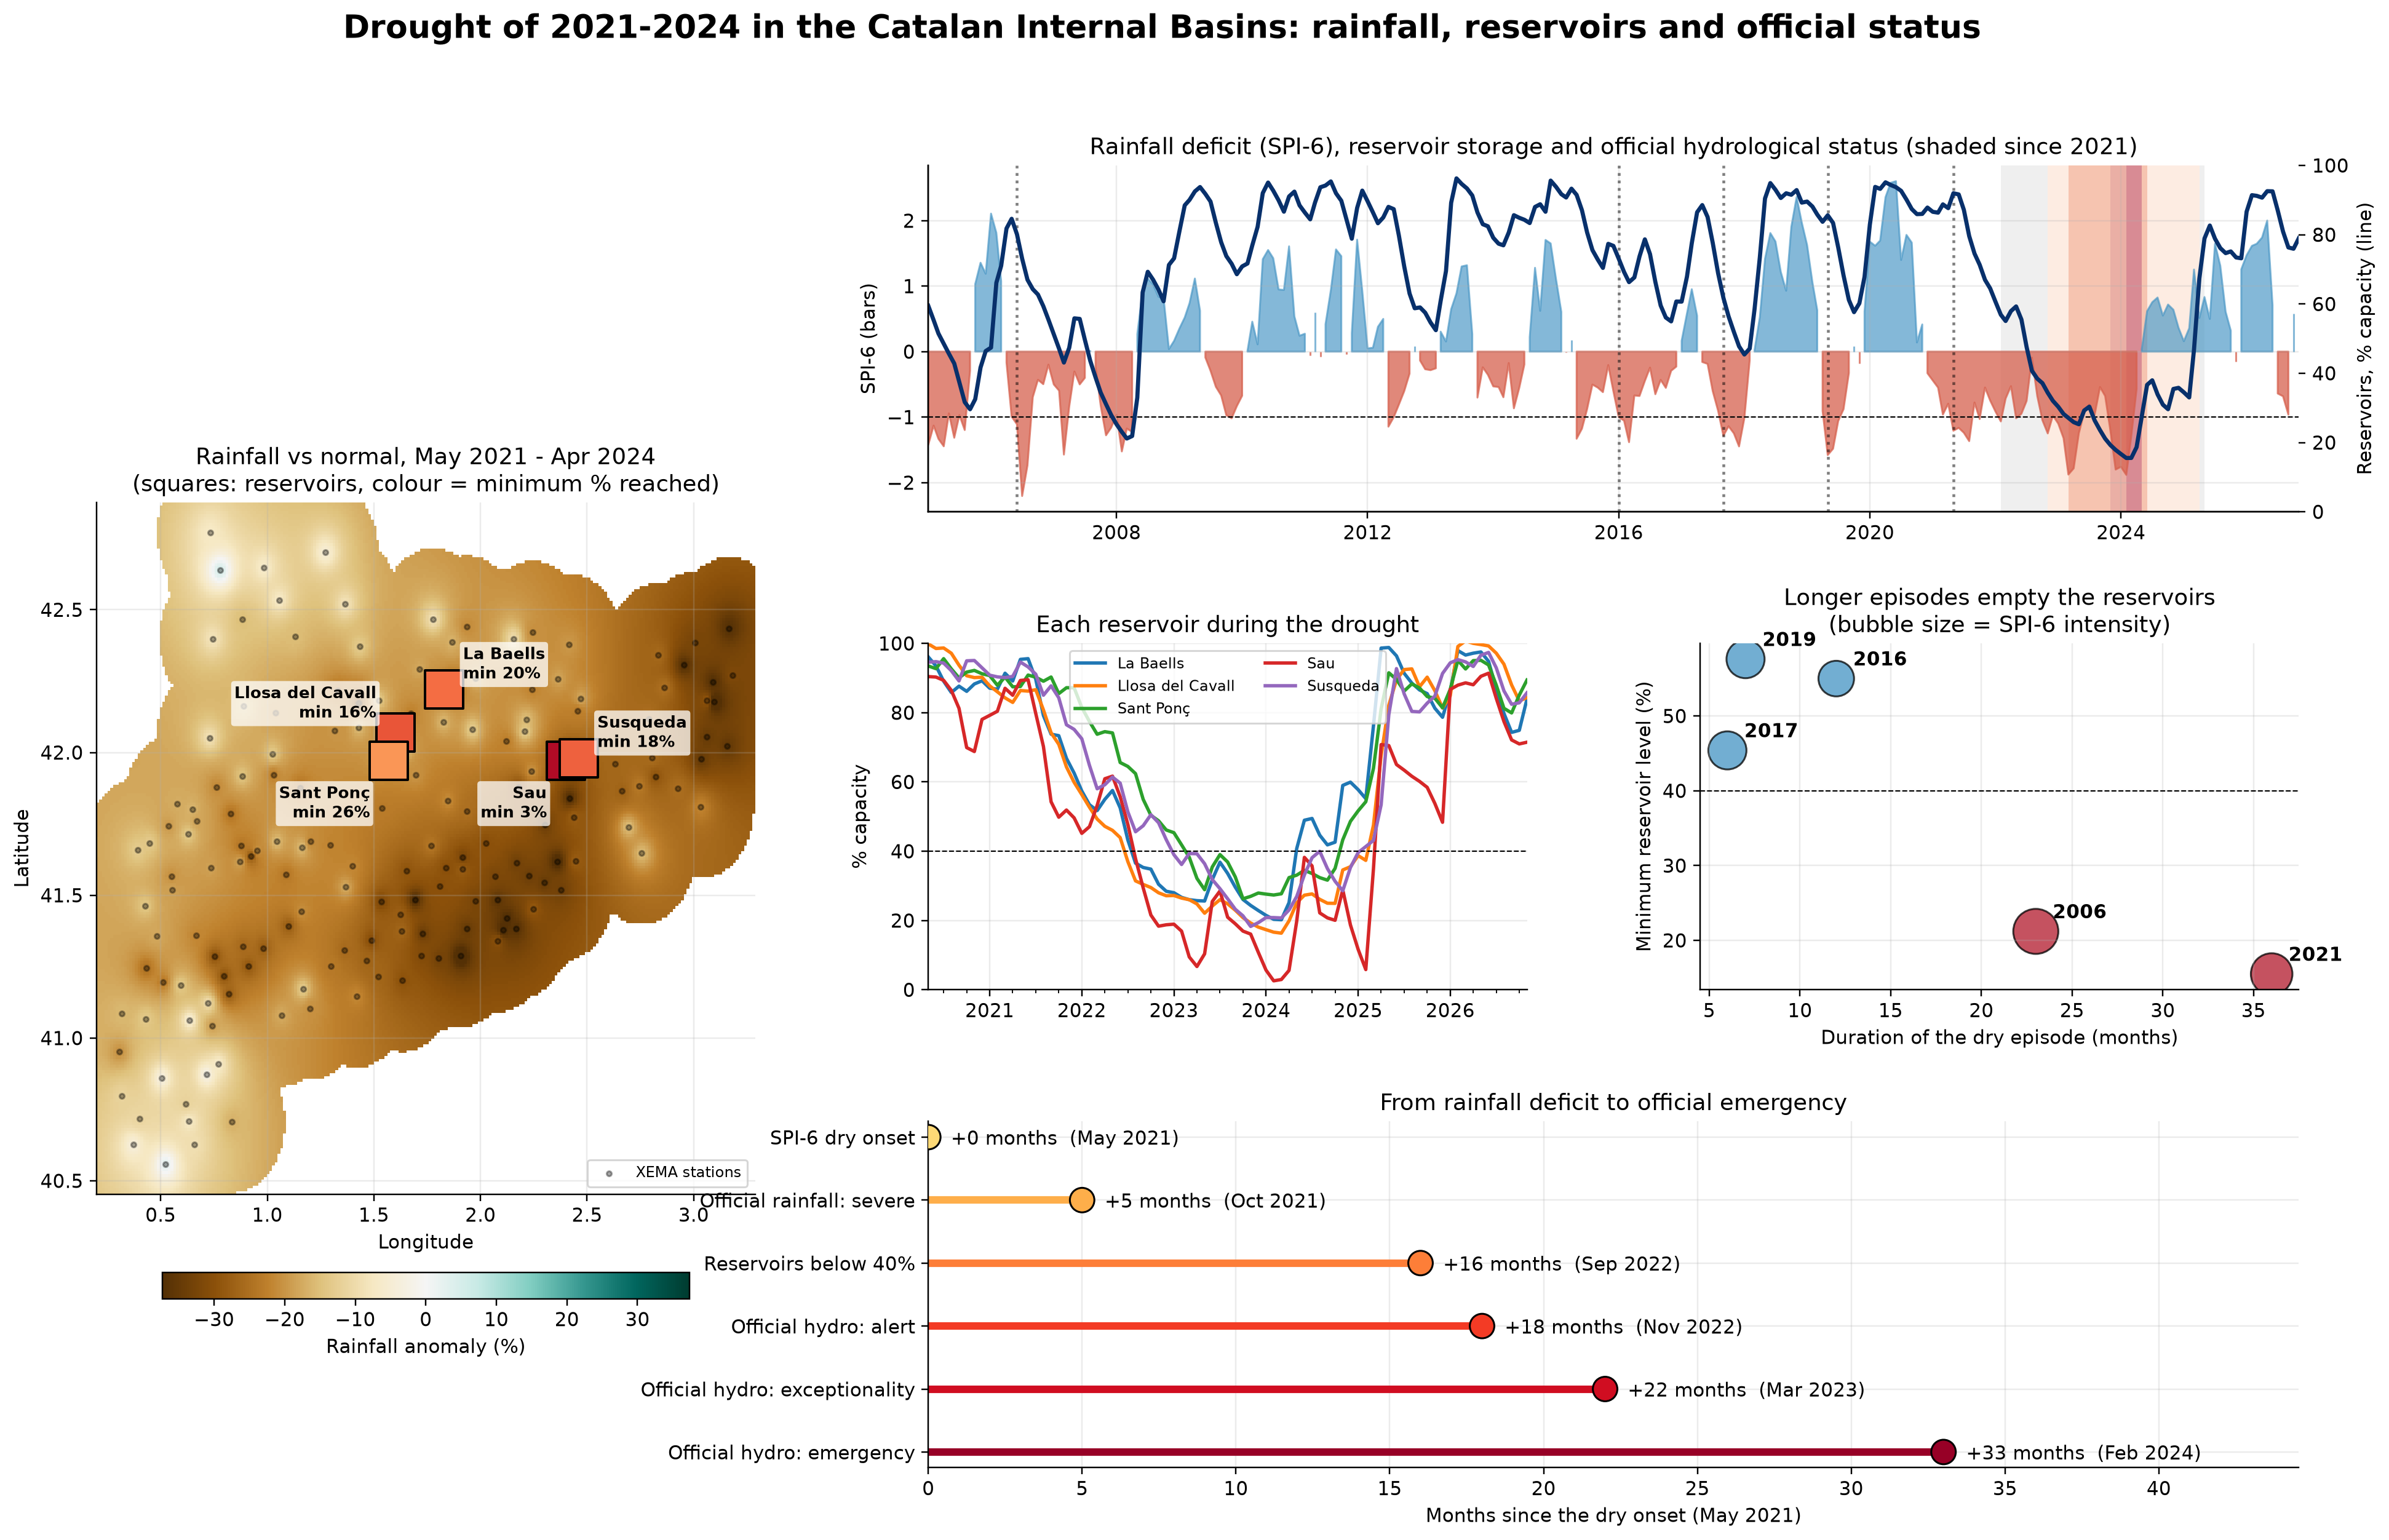 Drought of 2021-2024 in the Catalan Internal Basins: rainfall, reservoirs and official status
Rainfall deficit (SPI-6), reservoir storage and official hydrological status (shaded since 2021)
SPI-6 (bars)
2
1
0
−1
−2
100
80
60
40
20
0
Reservoirs, % capacity (line)
2008
2012
2016
2020
2024
Rainfall vs normal, May 2021 - Apr 2024
(squares: reservoirs, colour = minimum % reached)
Latitude
42.5
42.0
41.5
41.0
40.5
La Baells
min 20%
Llosa del Cavall
min 16%
Susqueda
min 18%
Sant Ponç
min 26%
Sau
min 3%
XEMA stations
0.5
1.0
1.5
2.0
2.5
3.0
Longitude
−30
−20
−10
0
10
20
30
Rainfall anomaly (%)
Each reservoir during the drought
% capacity
100
80
60
40
20
0
La Baells
Llosa del Cavall
Sant Ponç
Sau
Susqueda
2021
2022
2023
2024
2025
2026
Longer episodes empty the reservoirs
(bubble size = SPI-6 intensity)
Minimum reservoir level (%)
50
40
30
20
2019
2016
2017
2006
2021
5
10
15
20
25
30
35
Duration of the dry episode (months)
From rainfall deficit to official emergency
SPI-6 dry onset
+0 months  (May 2021)
Official rainfall: severe
+5 months  (Oct 2021)
Reservoirs below 40%
+16 months  (Sep 2022)
Official hydro: alert
+18 months  (Nov 2022)
Official hydro: exceptionality
+22 months  (Mar 2023)
Official hydro: emergency
+33 months  (Feb 2024)
0
5
10
15
20
25
30
35
40
Months since the dry onset (May 2021)